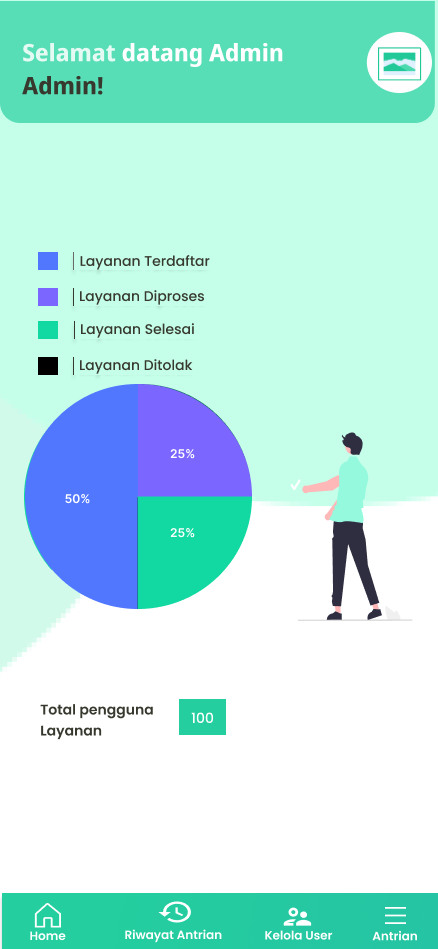 Selamat datang Admin
Admin!
Layanan Terdaftar
Layanan Diproses
Layanan Selesai
Layanan Ditolak
25%
50%
25%
Total pengguna
Layanan
100
Home
Riwayat Antrian
Kelola User
Antrian